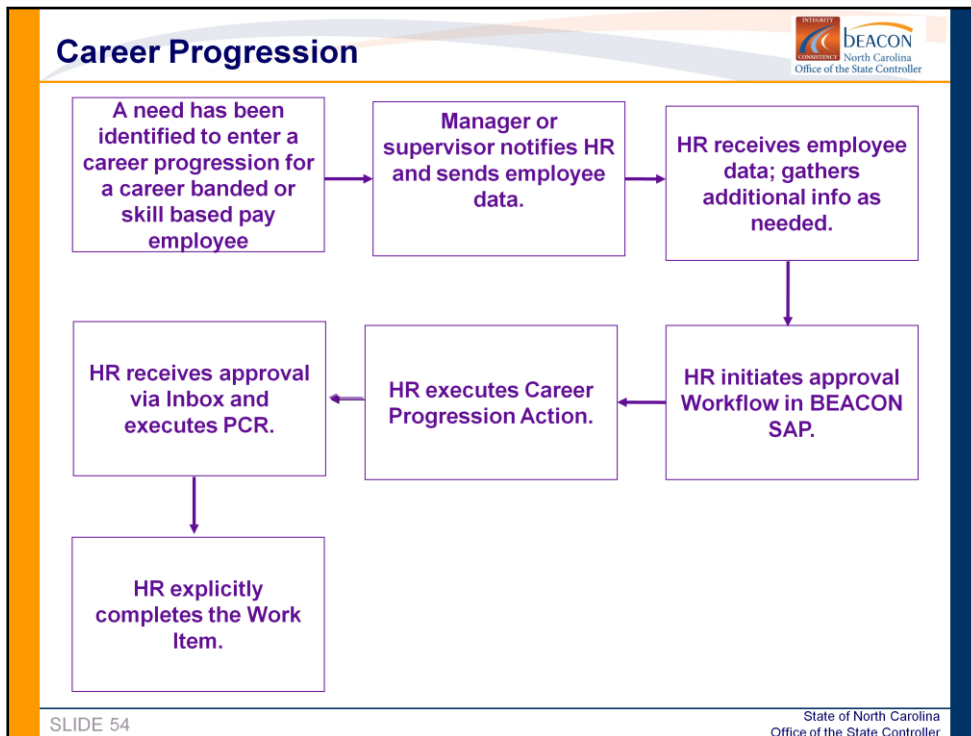 Career Progression
INTEGRITY
CONSISTENCY
bEACON
North Carolina
Office of the State Controller
A need has been
identified to enter a
career progression for
a career banded or
skill based pay
employee
Manager or
supervisor notifies HR
and sends employee
data.
HR receives employee
data; gathers
additional info as
needed.
HR initiates approval
Workflow in BEACON
SAP.
HR executes Career
Progression Action.
HR receives approval
via Inbox and
executes PCR.
HR explicitly
completes the Work
Item.
SLIDE 54
State of North Carolina
Office of the State Controller